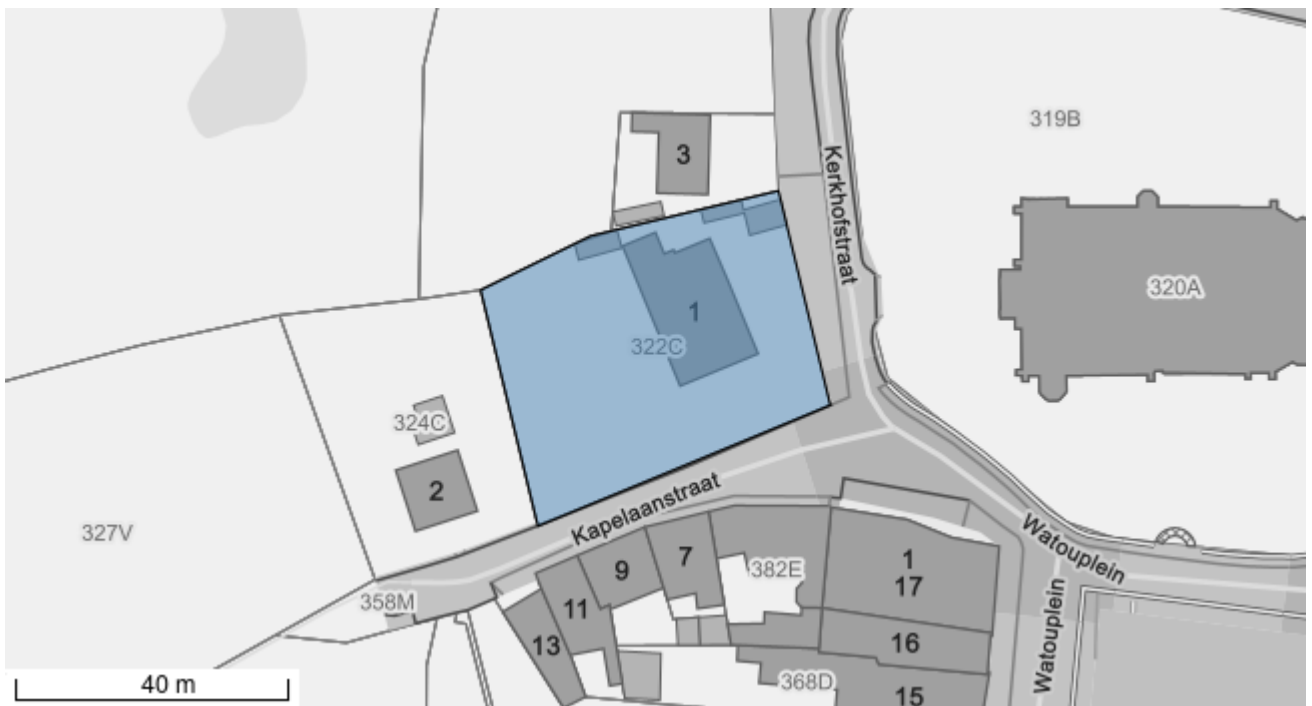 319B
3
Kerkhofstraat
320A
1
322C
324C
2
Kapelaanstraat
327V
9
7
382E
1
17
Watouplein
358M
11
13
16
Watouplein
368D
15
40 m